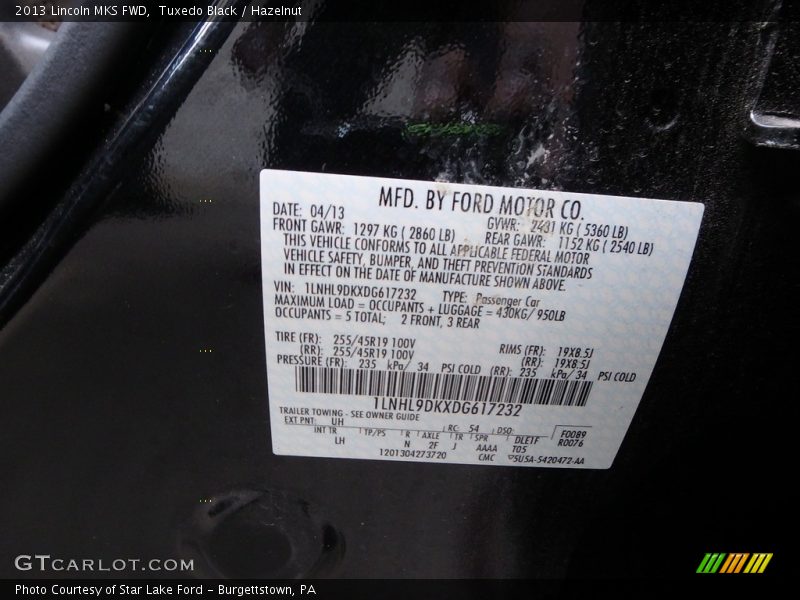 2013 Lincoln MKS FWD, Tuxedo Black / Hazelnut
MFD. BY FORD MOTOR CO.
DATE: 04/13 GVWR: 2431 KG ( 5360 LB)
FRONT GAWR: 1297 KG ( 2860 LB) REAR GAWR: 1152 KG ( 2540 LB)
THIS VEHICLE CONFORMS TO ALL APPLICABLE FEDERAL MOTOR
VEHICLE SAFETY, BUMPER, AND THEFT PREVENTION STANDARDS
IN EFFECT ON THE DATE OF MANUFACTURE SHOWN ABOVE.
VIN: 1LNHL9DKXDG617232 TYPE: Passenger Car
MAXIMUM LOAD = OCCUPANTS + LUGGAGE = 430KG/ 950LB
OCCUPANTS = 5 TOTAL; 2 FRONT, 3 REAR
TIRE (FR): 255/45R19 100V RIMS (FR): 19X8.5J
(RR): 255/45R19 100V (RR): 19X8.5J
PRESSURE (FR): 235 kPa/ 34 PSI COLD (RR): 235 kPa/ 34 PSI COLD
1LNHL9DKXDG617232
TRAILER TOWING - SEE OWNER GUIDE
EXT PNT: UH RC: 54 DSO: F0089
INT TR TP/PS R AXLE TR SPR DLE1F R0076
LH N 2F J AAAA T05
1201304273720 CMC 5U5A-5420472-AA
GTCARLOT.COM
Photo Courtesy of Star Lake Ford - Burgettstown, PA